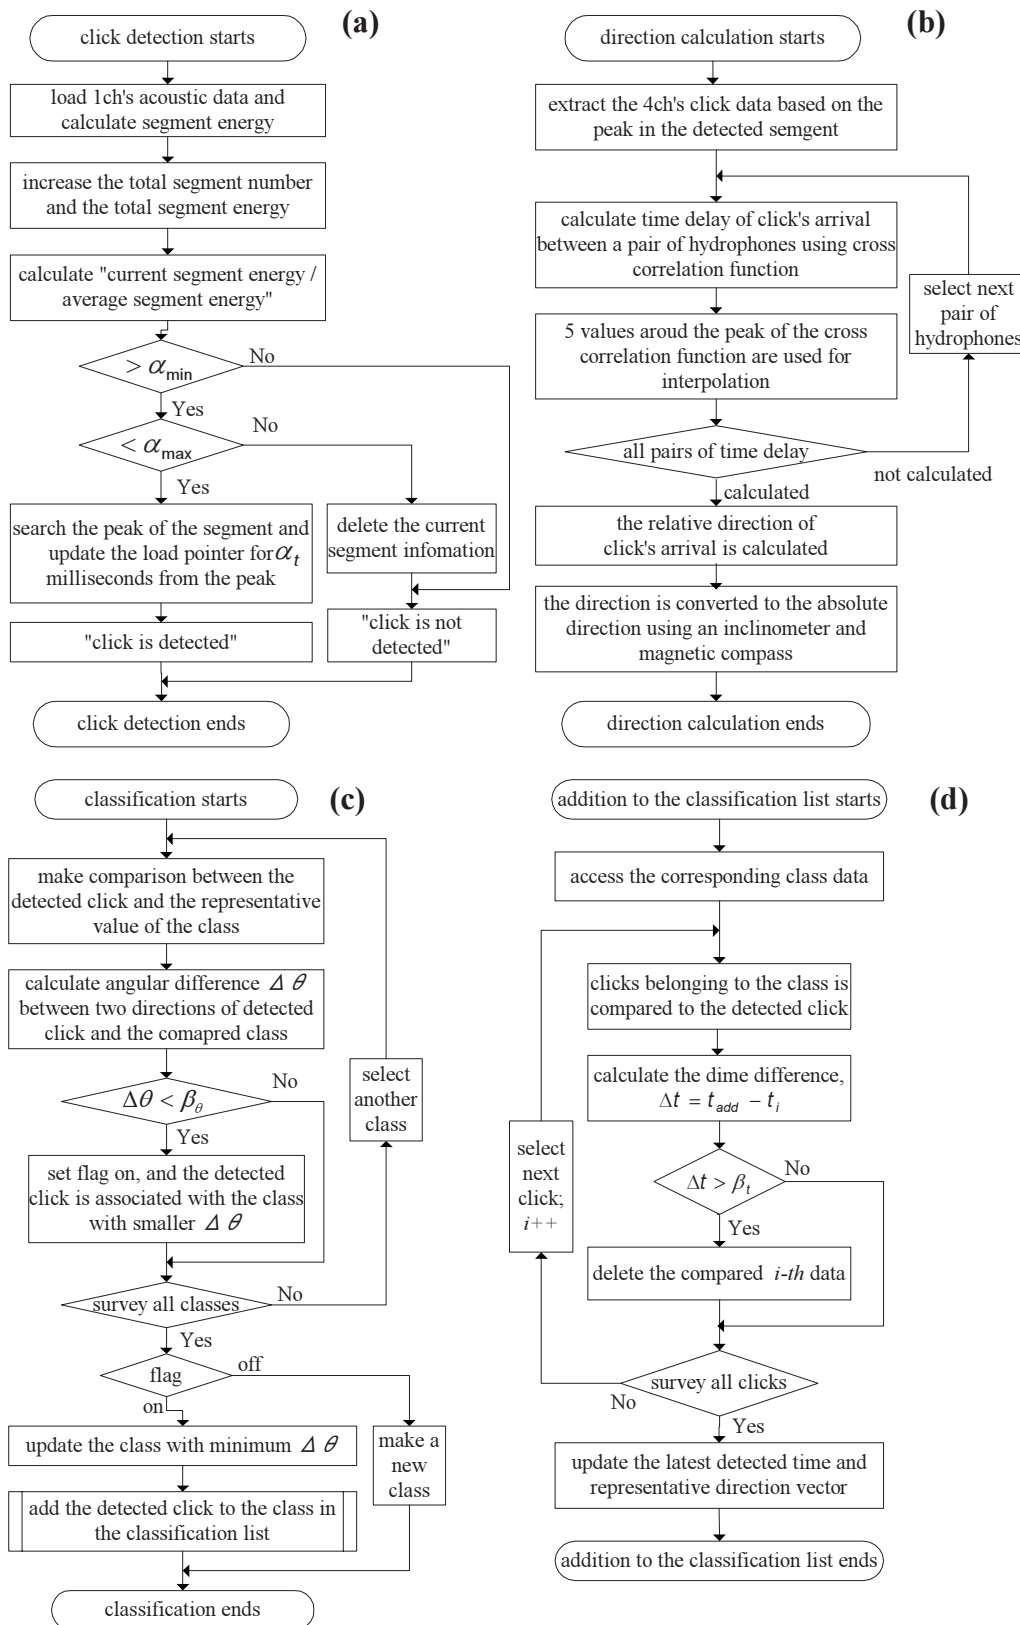 (a)
click detection starts
load 1ch's acoustic data and
calculate segment energy
increase the total segment number
and the total segment energy
calculate "current segment energy /
average segment energy"
> αmin
No
Yes
< αmax
No
Yes
search the peak of the segment and
update the load pointer for αt
milliseconds from the peak
delete the current
segment infomation
"click is detected"
"click is not
detected"
click detection ends
(b)
direction calculation starts
extract the 4ch's click data based on the
peak in the detected semgent
calculate time delay of click's arrival
between a pair of hydrophones using cross
correlation function
select next
pair of
hydrophones
5 values aroud the peak of the cross
correlation function are used for
interpolation
all pairs of time delay
not calculated
calculated
the relative direction of
click's arrival is calculated
the direction is converted to the absolute
direction using an inclinometer and
magnetic compass
direction calculation ends
(c)
classification starts
make comparison between the
detected click and the representative
value of the class
calculate angular difference Δ θ
between two directions of detected
click and the comapred class
select
another
class
Δθ < βθ
No
Yes
set flag on, and the detected
click is associated with the class
with smaller Δ θ
survey all classes
No
Yes
flag
off
on
update the class with minimum Δ θ
make a
new
class
add the detected click to the class in
the classification list
classification ends
(d)
addition to the classification list starts
access the corresponding class data
clicks belonging to the class is
compared to the detected click
calculate the dime difference,
Δt = tadd − ti
select
next
click;
i++
Δt > βt
No
Yes
delete the compared i-th data
survey all clicks
No
Yes
update the latest detected time and
representative direction vector
addition to the classification list ends